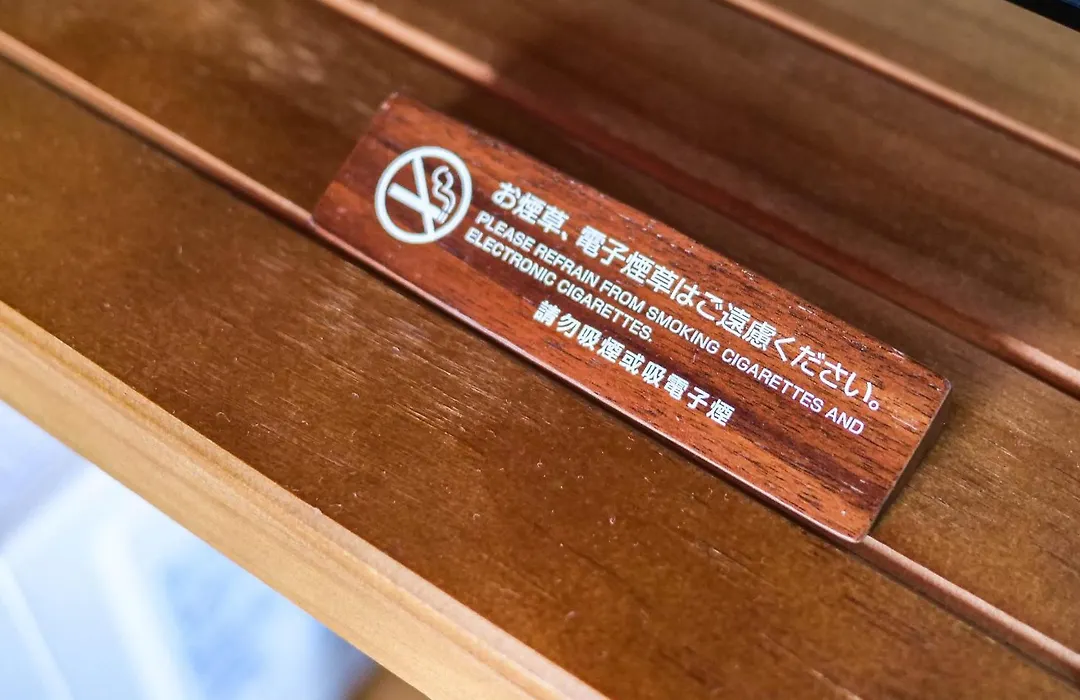 お煙草、電子煙草はご遠慮ください。
PLEASE REFRAIN FROM SMOKING CIGARETTES AND
ELECTRONIC CIGARETTES.
請勿吸煙或吸電子煙